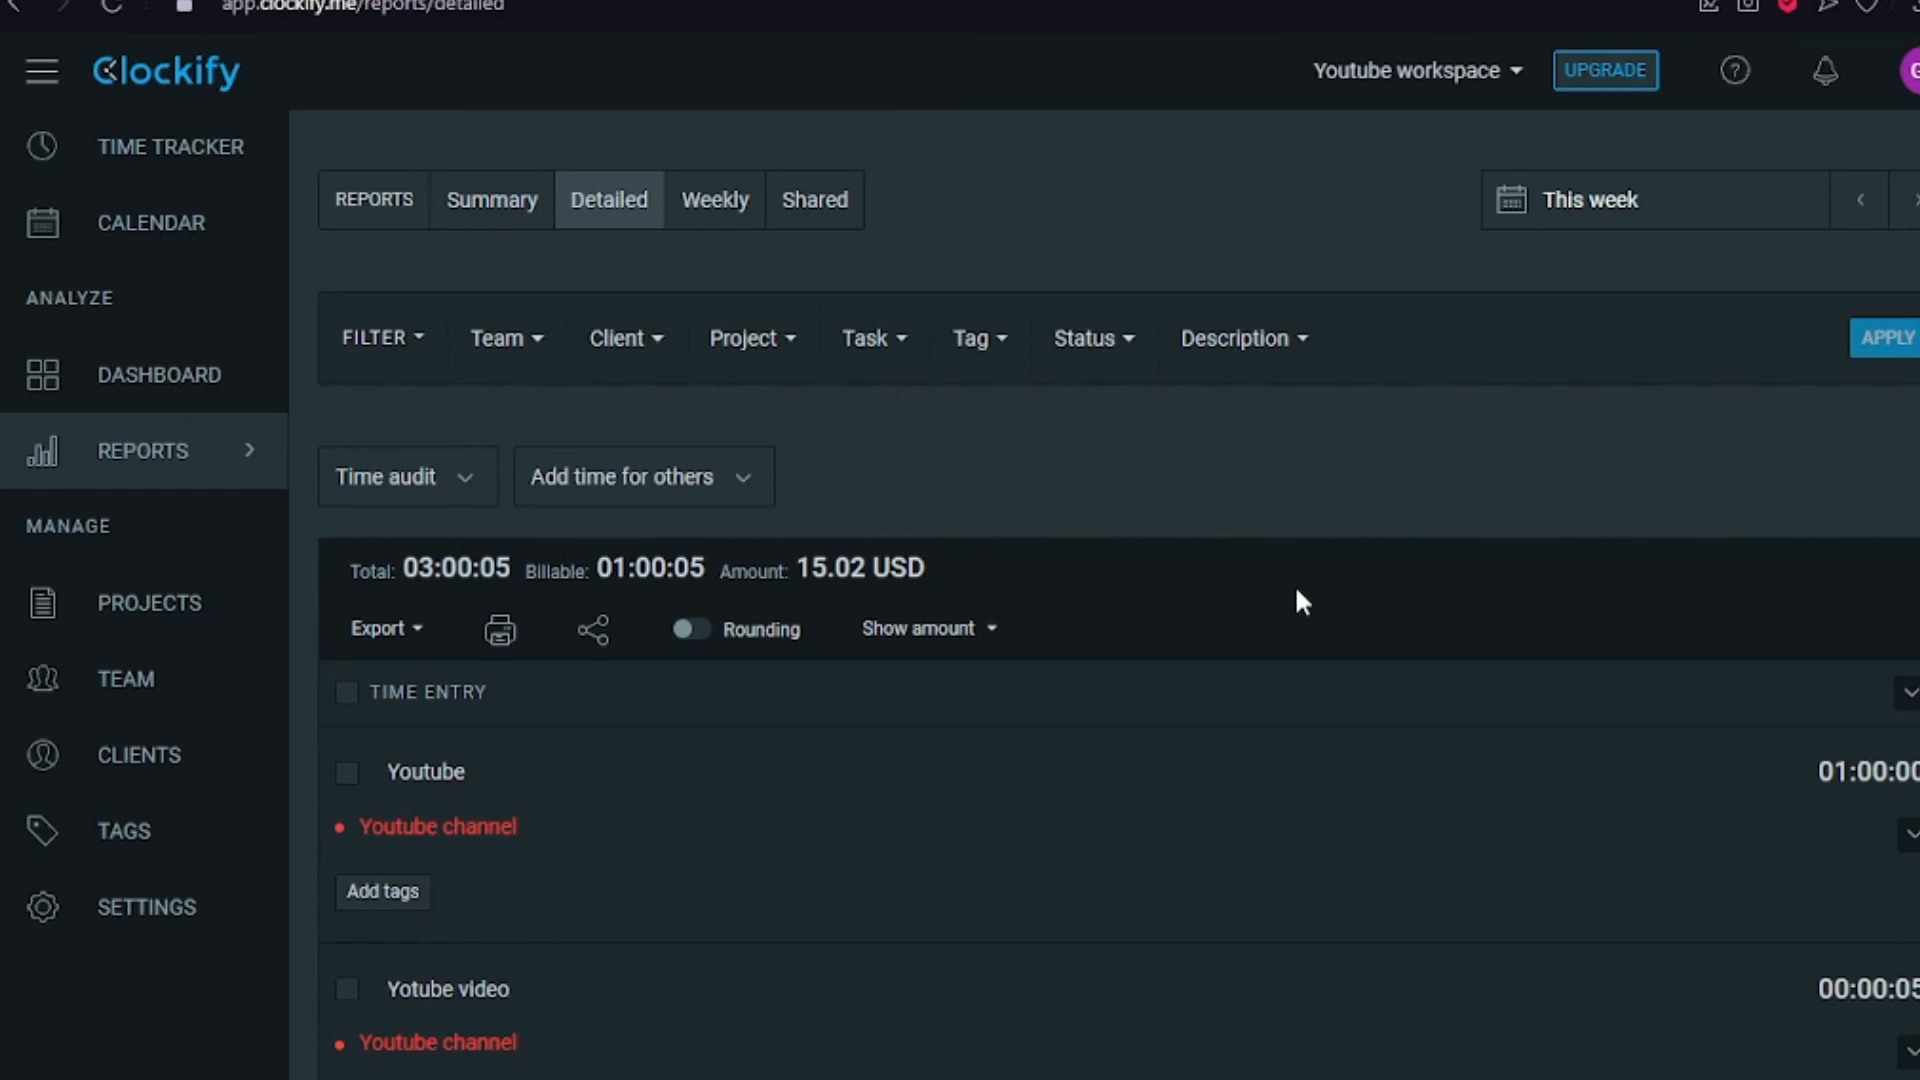 app.clockify.me/reports/detailed
Clockify
Youtube workspace
UPGRADE
TIME TRACKER
CALENDAR
ANALYZE
DASHBOARD
REPORTS
MANAGE
PROJECTS
TEAM
CLIENTS
TAGS
SETTINGS
REPORTS Summary Detailed Weekly Shared
This week
FILTER Team Client Project Task Tag Status Description
APPLY
Time audit Add time for others
Total: 03:00:05 Billable: 01:00:05 Amount: 15.02 USD
Export Rounding Show amount
TIME ENTRY
Youtube 01:00:00
Youtube channel
Add tags
Yotube video 00:00:05
Youtube channel